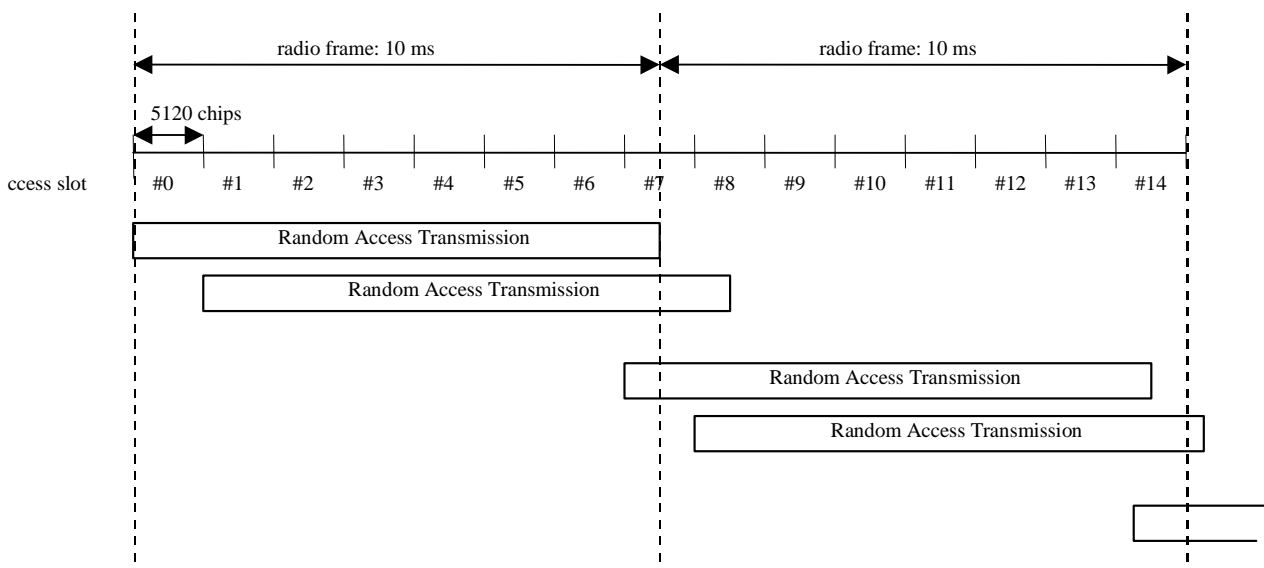 radio frame: 10 ms radio frame: 10 ms
5120 chips
ccess slot #0 #1 #2 #3 #4 #5 #6 #7 #8 #9 #10 #11 #12 #13 #14
Random Access Transmission
Random Access Transmission
Random Access Transmission
Random Access Transmission